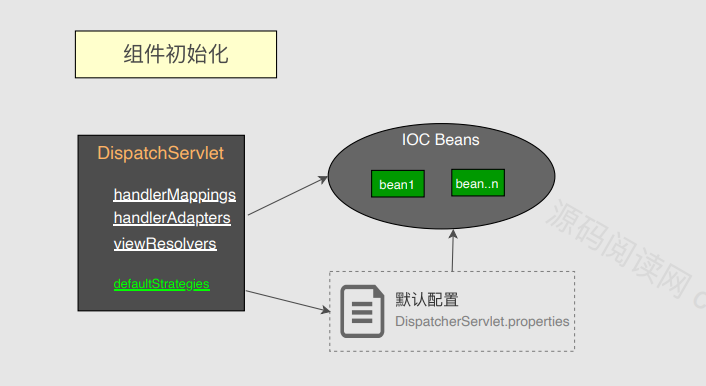 组件初始化
DispatchServlet
handlerMappings
handlerAdapters
viewResolvers
defaultStrategies
IOC Beans
bean1
bean..n
默认配置
DispatcherServlet.properties
源码阅读网